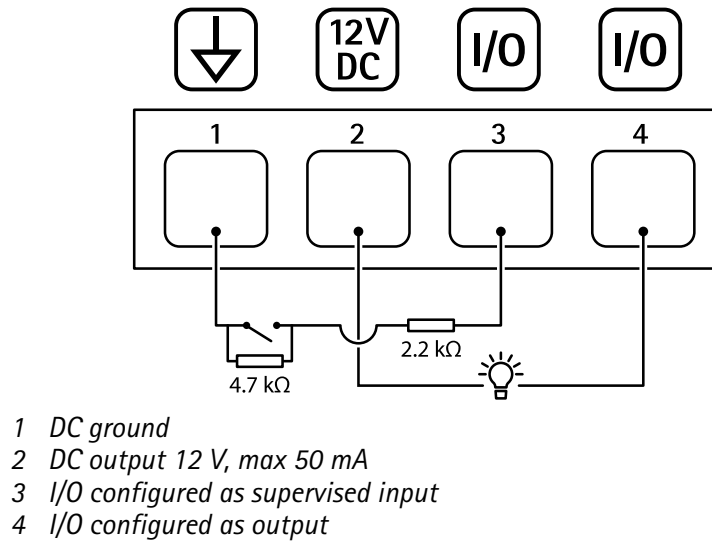 12V
DC
I/O
I/O
1
2
3
4
2.2 kΩ
4.7 kΩ
1 DC ground
2 DC output 12 V, max 50 mA
3 I/O configured as supervised input
4 I/O configured as output